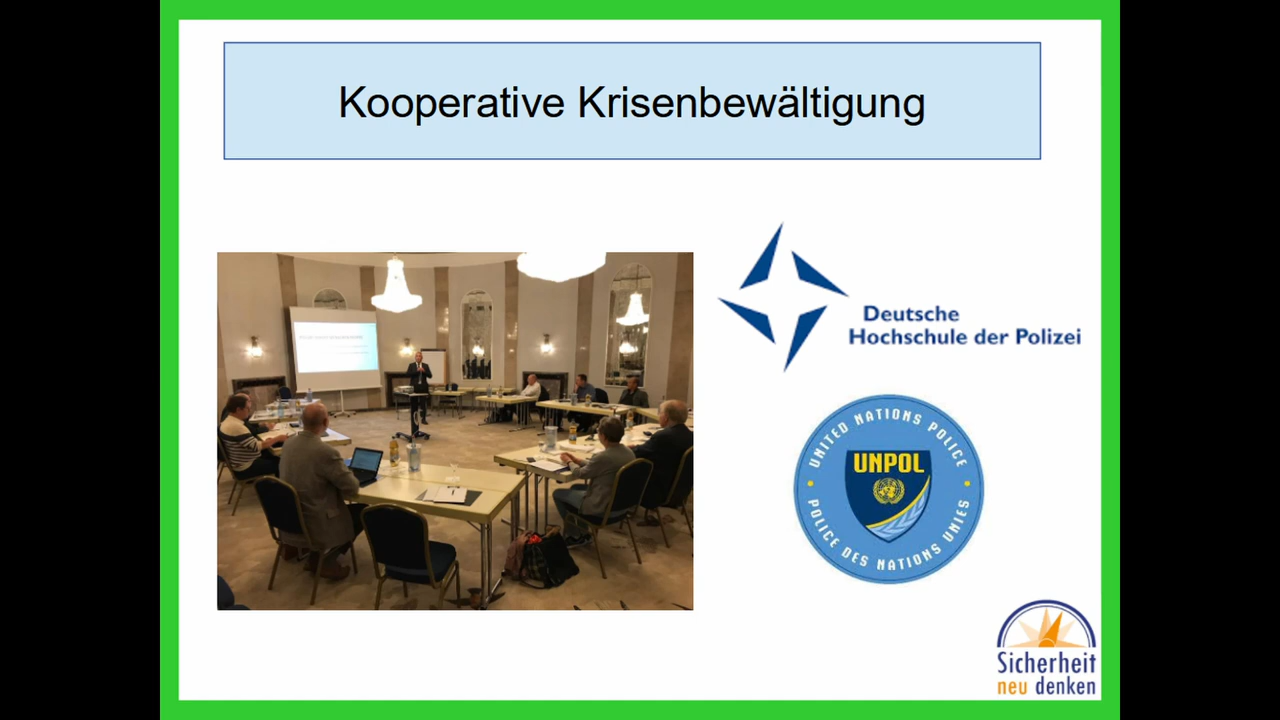 Kooperative Krisenbewältigung
Deutsche
Hochschule der Polizei
UNITED NATIONS POLICE
UNPOL
POLICE DES NATIONS UNIES
Sicherheit
neu denken